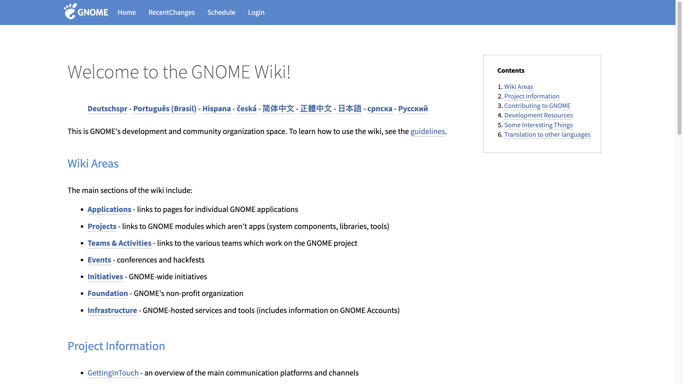 GNOME Home RecentChanges Schedule Login
Welcome to the GNOME Wiki!
Deutschspr - Português (Brasil) - Hispana - česká - 简体中文 - 正體中文 - 日本語 - српска - Русский
This is GNOME's development and community organization space. To learn how to use the wiki, see the guidelines.
Contents
1. Wiki Areas
2. Project Information
3. Contributing to GNOME
4. Development Resources
5. Some Interesting Things
6. Translation to other languages
Wiki Areas
The main sections of the wiki include:
• Applications - links to pages for individual GNOME applications
• Projects - links to GNOME modules which aren't apps (system components, libraries, tools)
• Teams & Activities - links to the various teams which work on the GNOME project
• Events - conferences and hackfests
• Initiatives - GNOME-wide initiatives
• Foundation - GNOME's non-profit organization
• Infrastructure - GNOME-hosted services and tools (includes information on GNOME Accounts)
Project Information
• GettingInTouch - an overview of the main communication platforms and channels